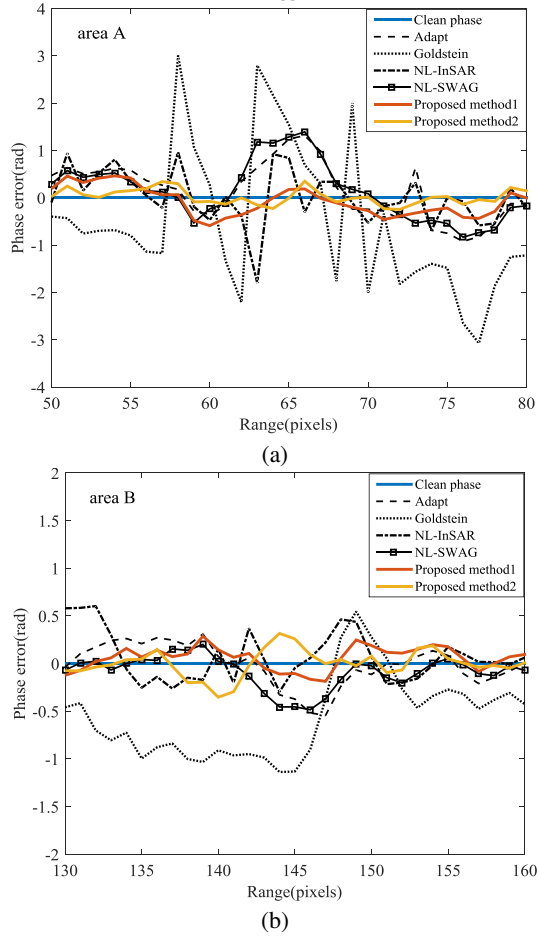 4
3
2
1
0
-1
-2
-3
-4
Phase error(rad)
area A
Clean phase
Adapt
Goldstein
NL-InSAR
NL-SWAG
Proposed method1
Proposed method2
50 55 60 65 70 75 80
Range(pixels)
(a)
2
1.5
1
0.5
0
-0.5
-1
-1.5
-2
Phase error(rad)
area B
Clean phase
Adapt
Goldstein
NL-InSAR
NL-SWAG
Proposed method1
Proposed method2
130 135 140 145 150 155 160
Range(pixels)
(b)